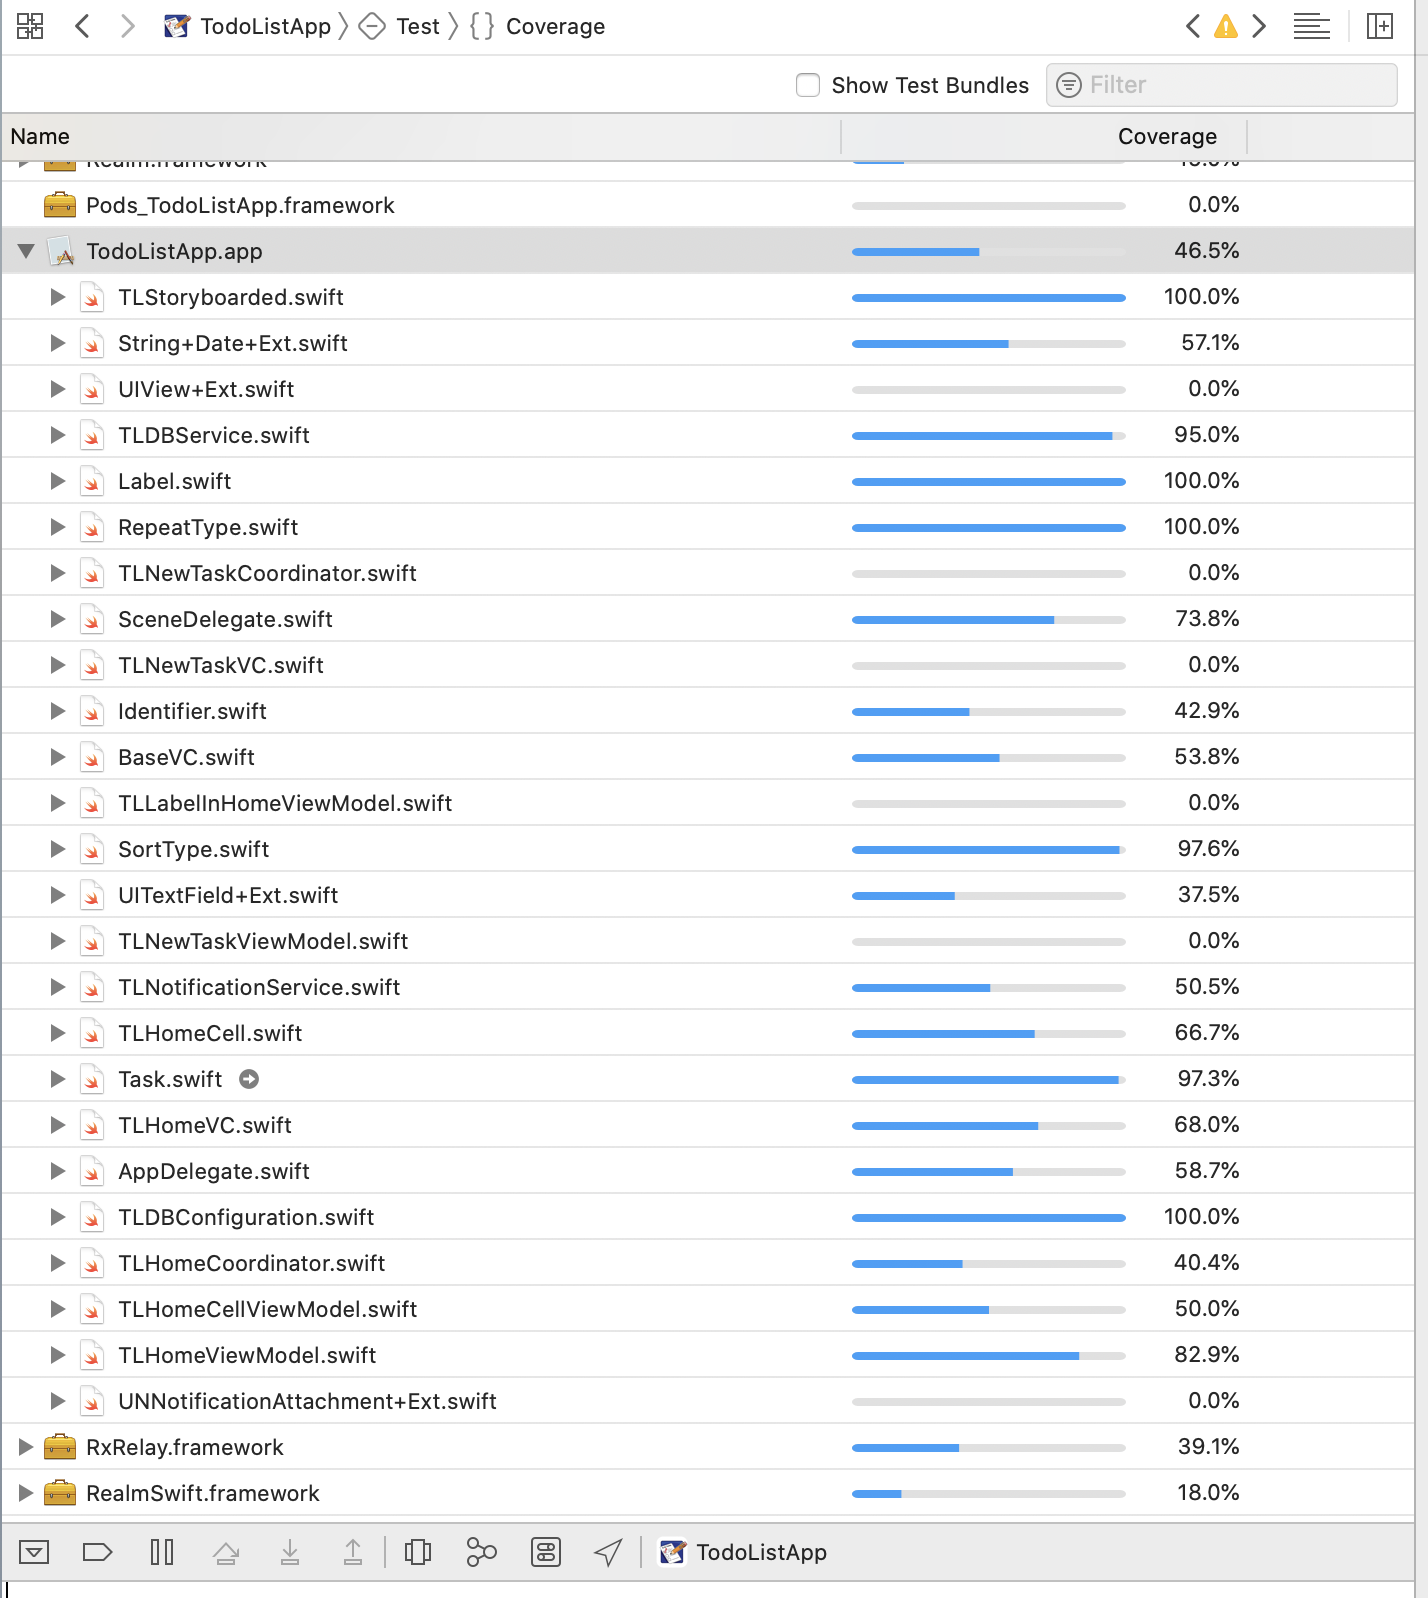 TodoListApp Test {} Coverage
Show Test Bundles Filter
Name Coverage
Realm.framework
Pods_TodoListApp.framework 0.0%
TodoListApp.app 46.5%
TLStoryboarded.swift 100.0%
String+Date+Ext.swift 57.1%
UIView+Ext.swift 0.0%
TLDBService.swift 95.0%
Label.swift 100.0%
RepeatType.swift 100.0%
TLNewTaskCoordinator.swift 0.0%
SceneDelegate.swift 73.8%
TLNewTaskVC.swift 0.0%
Identifier.swift 42.9%
BaseVC.swift 53.8%
TLLabelInHomeViewModel.swift 0.0%
SortType.swift 97.6%
UITextField+Ext.swift 37.5%
TLNewTaskViewModel.swift 0.0%
TLNotificationService.swift 50.5%
TLHomeCell.swift 66.7%
Task.swift 97.3%
TLHomeVC.swift 68.0%
AppDelegate.swift 58.7%
TLDBConfiguration.swift 100.0%
TLHomeCoordinator.swift 40.4%
TLHomeCellViewModel.swift 50.0%
TLHomeViewModel.swift 82.9%
UNNotificationAttachment+Ext.swift 0.0%
RxRelay.framework 39.1%
RealmSwift.framework 18.0%
TodoListApp